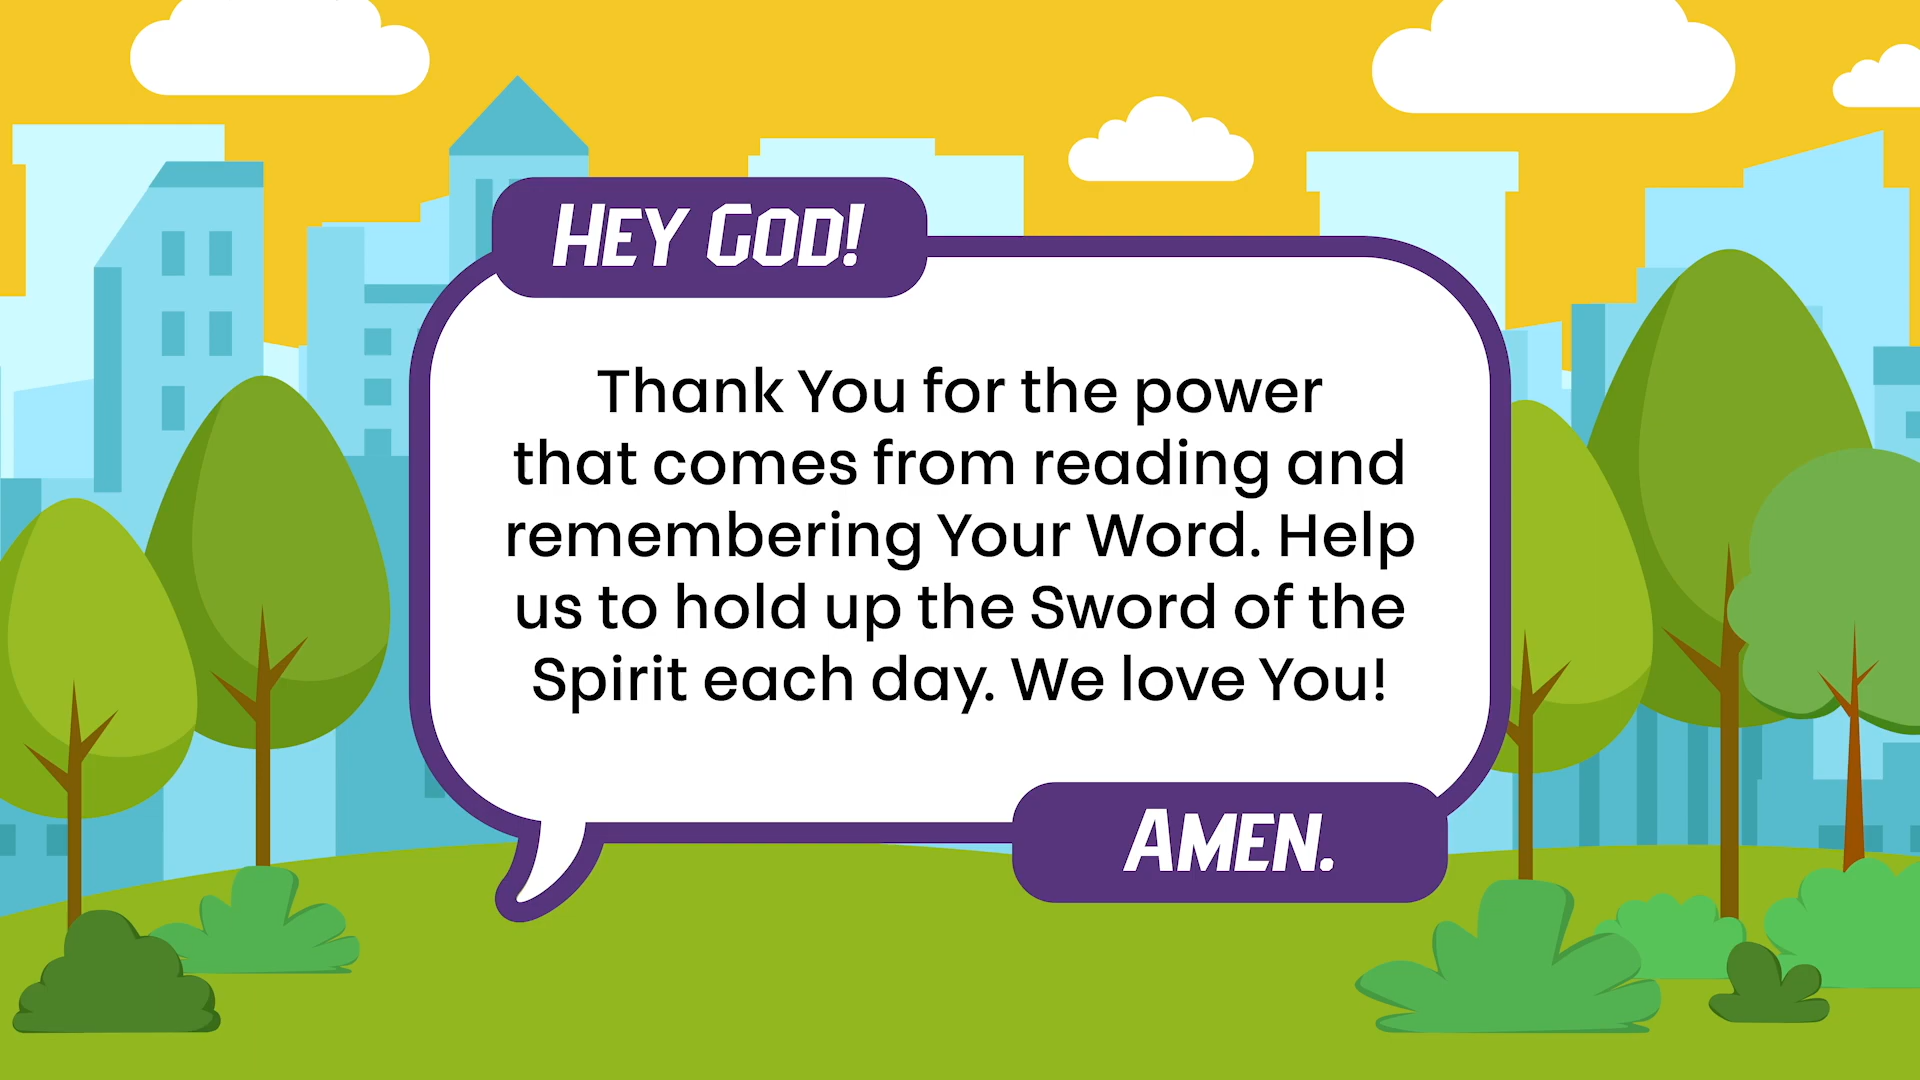 Hey God!
Thank You for the power
that comes from reading and
remembering Your Word. Help
us to hold up the Sword of the
Spirit each day. We love You!
Amen.